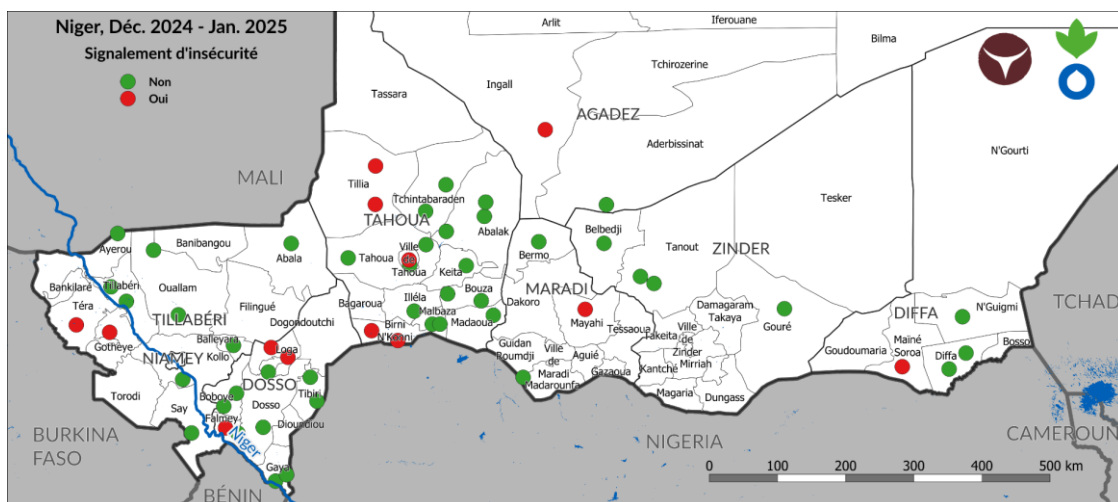 Niger, Déc. 2024 - Jan. 2025
Signalement d'insécurité
Non
Oui
Arlit
Iferouane
Bilma
Tchirozerine
Ingall
Tassara
AGADEZ
Aderbissinat
N'Gourti
MALI
Tillia
Tchintabaraden
Tesker
TAHOUA
Abalak
Belbedji
Banibangou
Ayerou
Abala
Ville
de
Tahoua
Tahoua
Keita
Bermo
Tanout
ZINDER
Bankilaré
Tillabéri
Ouallam
Filingué
Bagaroua
Illéla
Bouza
Dakoro
MARADI
Damagaram
Takaya
N'Guigmi
TCHAD
Téra
TILLABÉRI
Dogondoutchi
Birni
N'Konni
Malbaza
Madaoua
Mayahi
Tessaoua
Gouré
DIFFA
Gothèye
Balleyara
Kollo
Loga
Guidan
Roumdji
Ville
de
Maradi
Madarounfa
Aguié
Gazaoua
Takeita
Ville
de
Zinder
Mirriah
Kantché
Magaria
Dungass
Goudoumaria
Mainé
Soroa
Diffa
Bosso
NIAMEY
DOSSO
Torodi
Say
Boboye
Dosso
Tibiri
Falmey
Dioundiou
Niger
Gaya
BURKINA
FASO
BÉNIN
NIGERIA
CAMEROUN
0 100 200 300 400 500 km